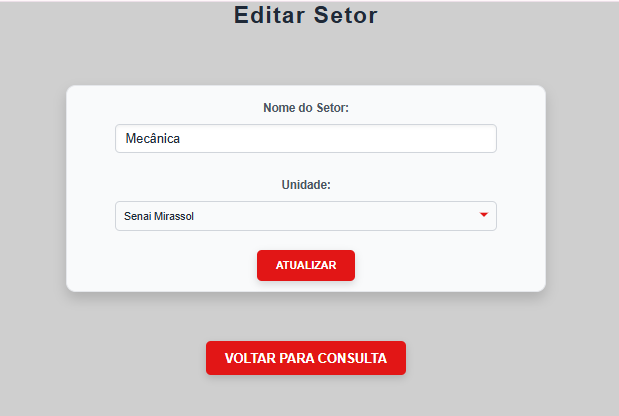 Editar Setor
Nome do Setor:
Mecânica
Unidade:
Senai Mirassol
ATUALIZAR
VOLTAR PARA CONSULTA